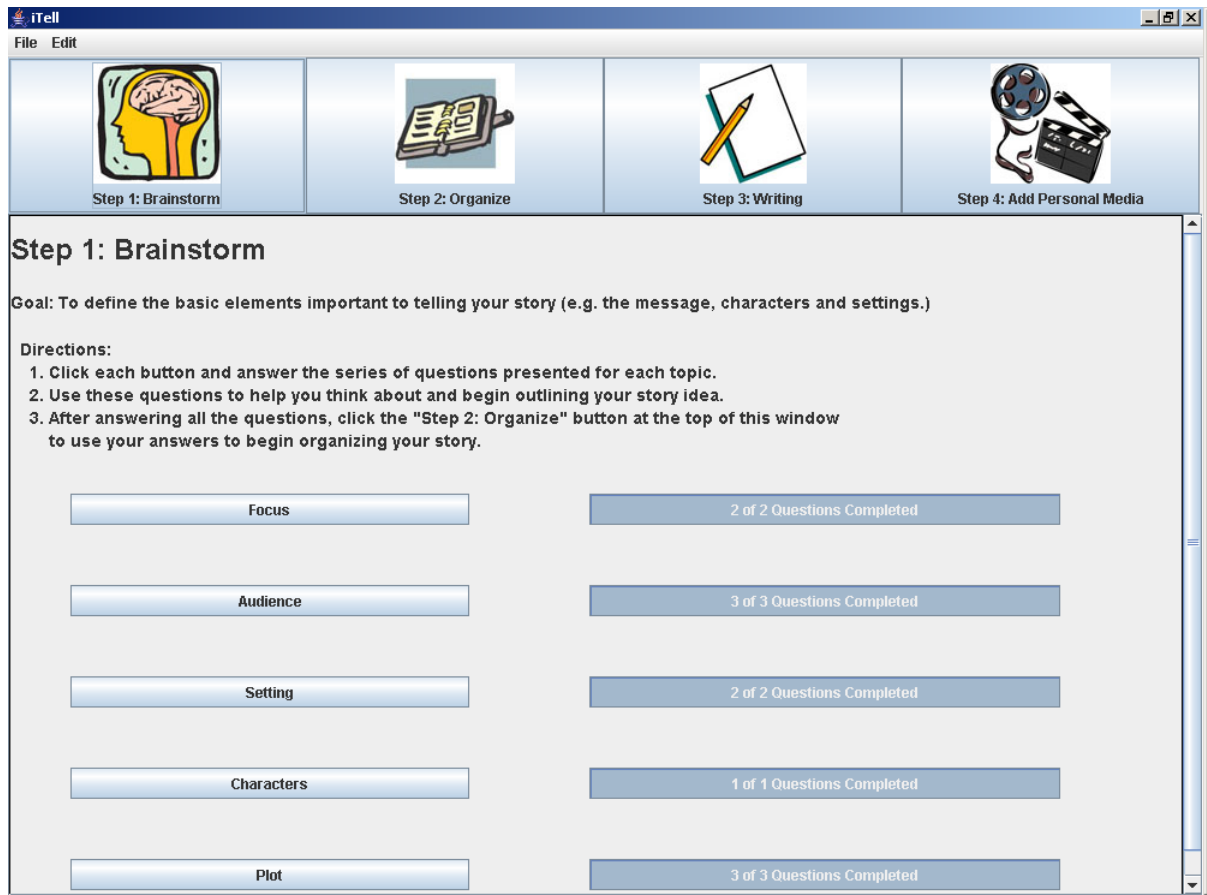 iTell
File Edit
Step 1: Brainstorm
Step 2: Organize
Step 3: Writing
Step 4: Add Personal Media
Step 1: Brainstorm
Goal: To define the basic elements important to telling your story (e.g. the message, characters and settings.)
Directions:
1. Click each button and answer the series of questions presented for each topic.
2. Use these questions to help you think about and begin outlining your story idea.
3. After answering all the questions, click the "Step 2: Organize" button at the top of this window
to use your answers to begin organizing your story.
Focus
2 of 2 Questions Completed
Audience
3 of 3 Questions Completed
Setting
2 of 2 Questions Completed
Characters
1 of 1 Questions Completed
Plot
3 of 3 Questions Completed